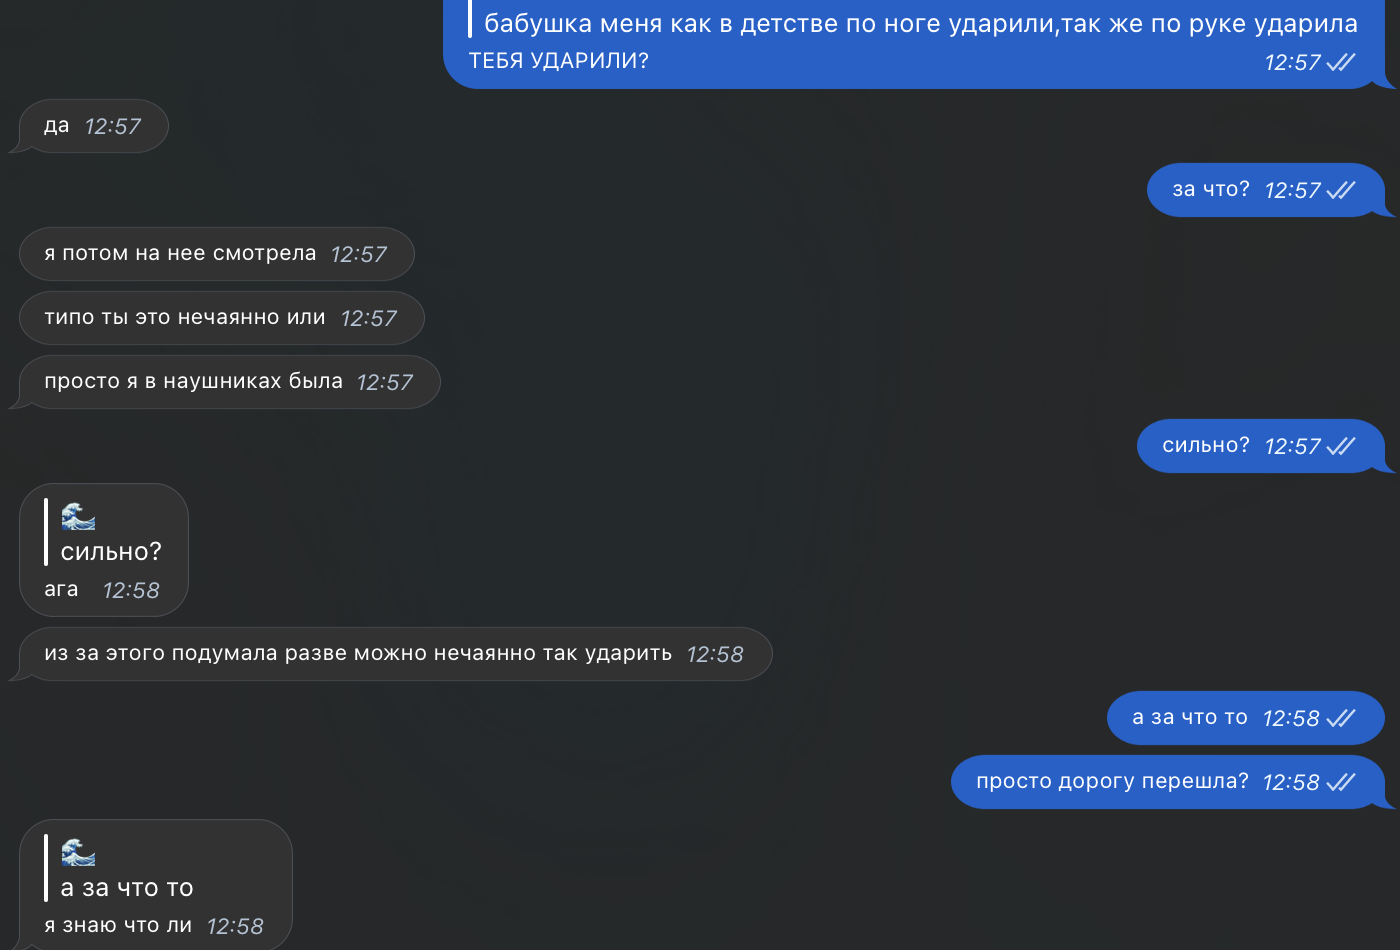 бабушка меня как в детстве по ноге ударили,так же по руке ударила
ТЕБЯ УДАРИЛИ? 12:57
да 12:57
за что? 12:57
я потом на нее смотрела 12:57
типо ты это нечаянно или 12:57
просто я в наушниках была 12:57
сильно? 12:57
🌊
сильно?
ага 12:58
из за этого подумала разве можно нечаянно так ударить 12:58
а за что то 12:58
просто дорогу перешла? 12:58
🌊
а за что то
я знаю что ли 12:58